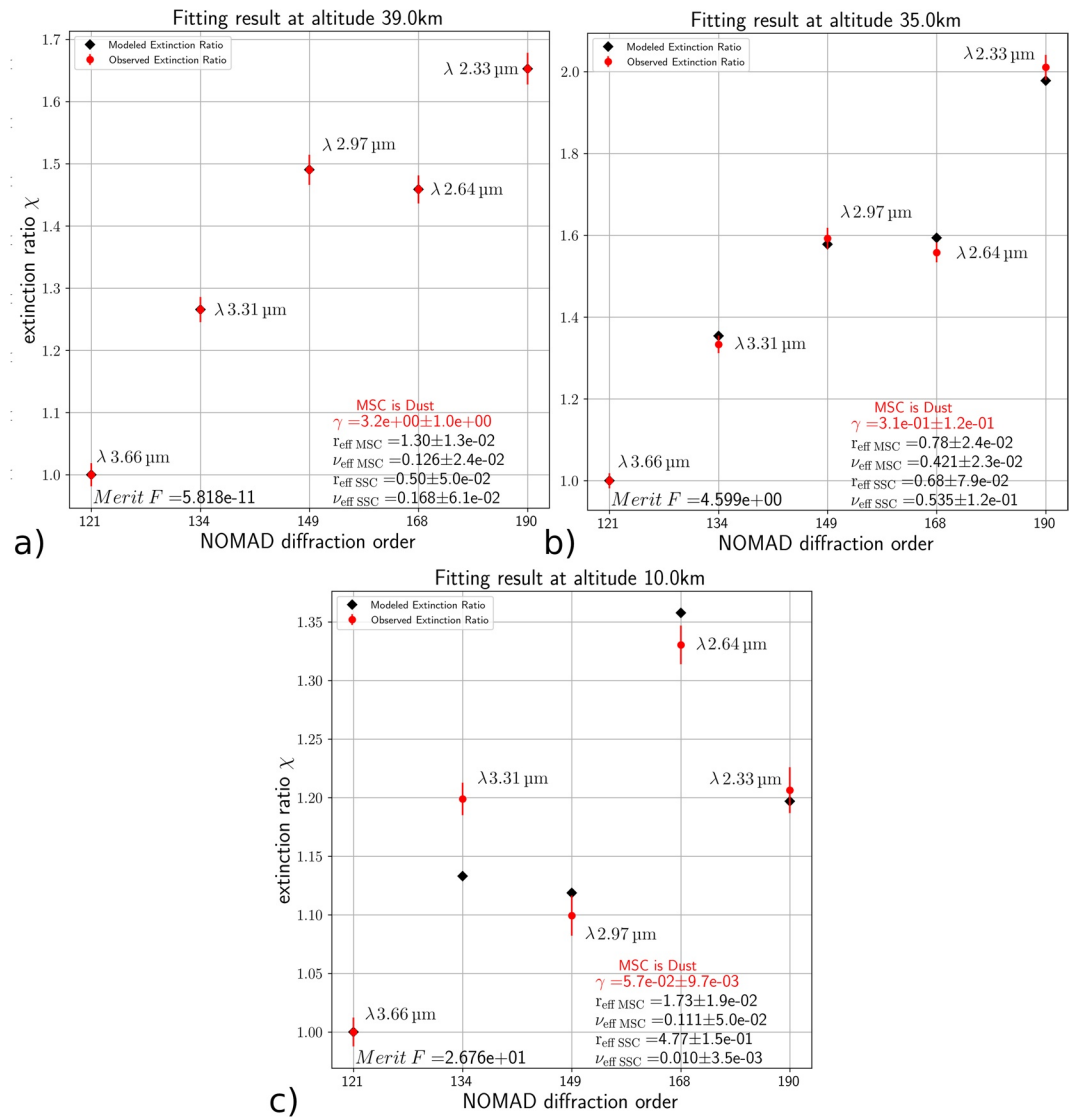 Fitting result at altitude 39.0km
Modeled Extinction Ratio
Observed Extinction Ratio
1.7
1.6
1.5
1.4
1.3
1.2
1.1
1.0
extinction ratio χ
λ 2.33 µm
λ 2.97 µm
λ 2.64 µm
λ 3.31 µm
λ 3.66 µm
MSC is Dust
γ =3.2e+00±1.0e+00
r_eff MSC =1.30±1.3e-02
ν_eff MSC =0.126±2.4e-02
r_eff SSC =0.50±5.0e-02
ν_eff SSC =0.168±6.1e-02
Merit F =5.818e-11
121 134 149 168 190
NOMAD diffraction order
a)
Fitting result at altitude 35.0km
Modeled Extinction Ratio
Observed Extinction Ratio
2.0
1.8
1.6
1.4
1.2
1.0
λ 2.33 µm
λ 2.97 µm
λ 2.64 µm
λ 3.31 µm
λ 3.66 µm
MSC is Dust
γ =3.1e-01±1.2e-01
r_eff MSC =0.78±2.4e-02
ν_eff MSC =0.421±2.3e-02
r_eff SSC =0.68±7.9e-02
ν_eff SSC =0.535±1.2e-01
Merit F =4.599e+00
121 134 149 168 190
NOMAD diffraction order
b)
Fitting result at altitude 10.0km
Modeled Extinction Ratio
Observed Extinction Ratio
1.35
1.30
1.25
1.20
1.15
1.10
1.05
1.00
extinction ratio χ
λ2.64 µm
λ3.31 µm
λ2.33 µm
λ2.97 µm
λ3.66 µm
MSC is Dust
γ =5.7e-02±9.7e-03
r_eff MSC =1.73±1.9e-02
ν_eff MSC =0.111±5.0e-02
r_eff SSC =4.77±1.5e-01
ν_eff SSC =0.010±3.5e-03
Merit F =2.676e+01
121 134 149 168 190
NOMAD diffraction order
c)